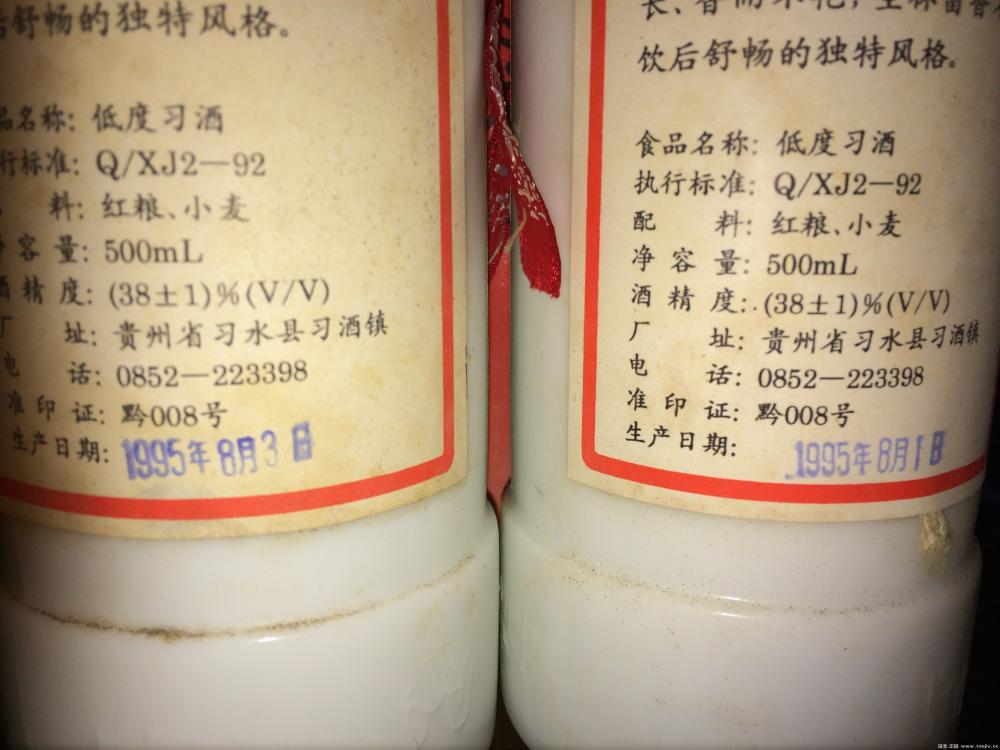 后舒畅的独特风格。
品名称: 低度习酒
行标准: Q/XJ2—92
料: 红粮、小麦
净容量: 500mL
酒精度: (38±1)%(V/V)
厂 址: 贵州省习水县习酒镇
电 话: 0852—223398
准印证: 黔008号
生产日期: 1995年8月3日
饮后舒畅的独特风格。
食品名称: 低度习酒
执行标准: Q/XJ2—92
配 料: 红粮、小麦
净容量: 500mL
酒精度: (38±1)%(V/V)
厂 址: 贵州省习水县习酒镇
电 话: 0852—223398
准印证: 黔008号
生产日期: 1995年8月1日